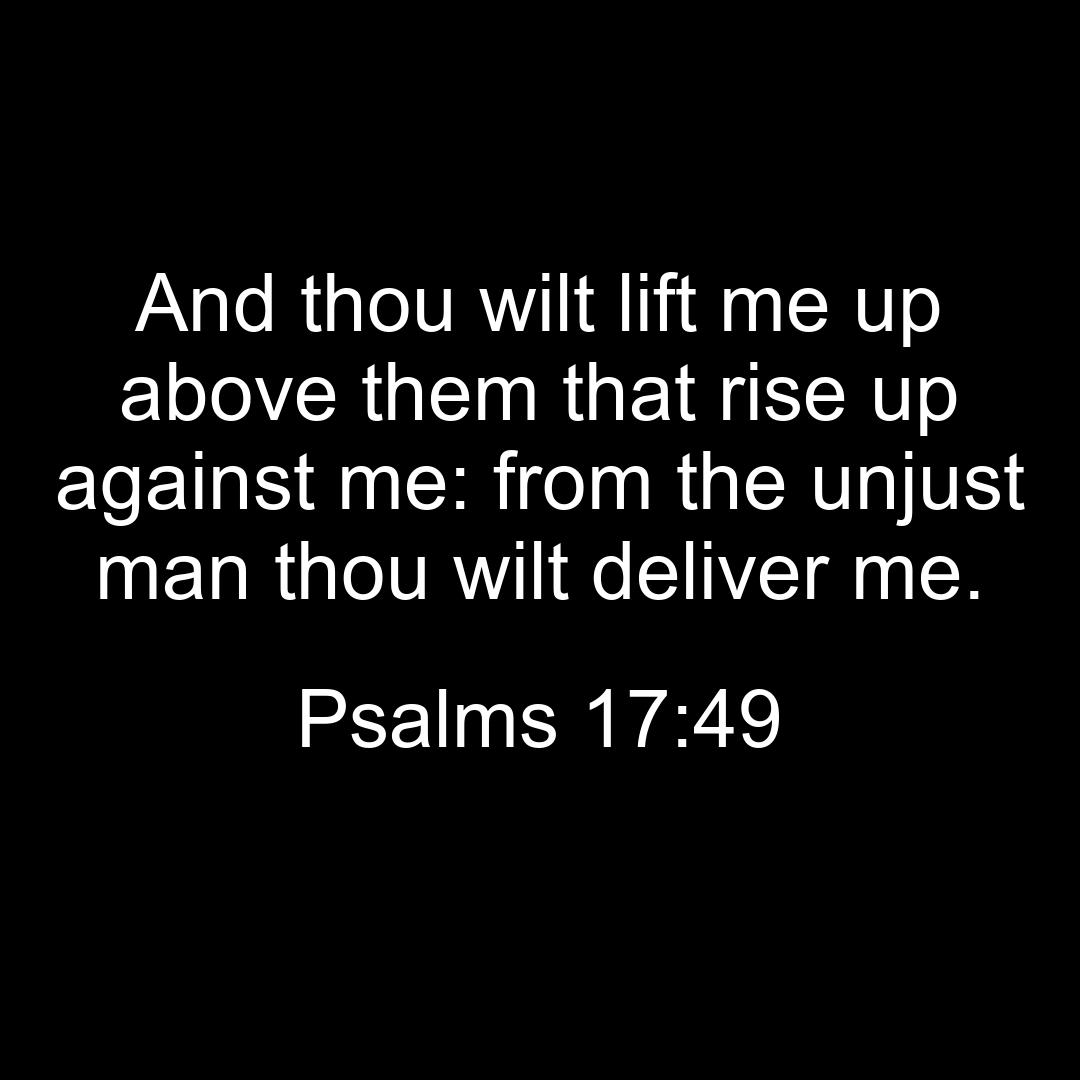 And thou wilt lift me up
above them that rise up
against me: from the unjust
man thou wilt deliver me.
Psalms 17:49